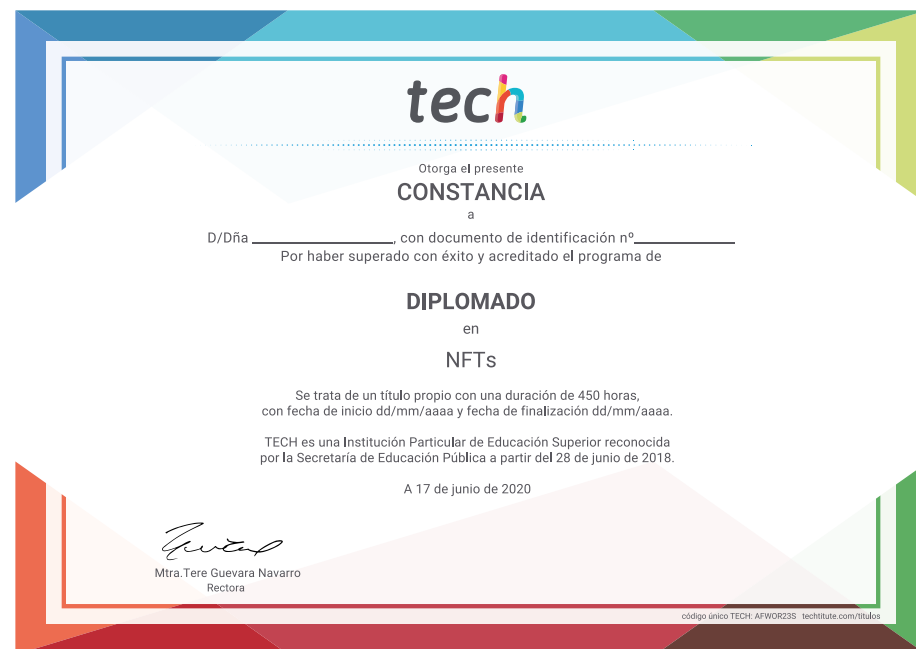 tech
Otorga el presente
CONSTANCIA
a
D/Dña ____________________, con documento de identificación nº______________
Por haber superado con éxito y acreditado el programa de
DIPLOMADO
en
NFTs
Se trata de un título propio con una duración de 450 horas,
con fecha de inicio dd/mm/aaaa y fecha de finalización dd/mm/aaaa.
TECH es una Institución Particular de Educación Superior reconocida
por la Secretaría de Educación Pública a partir del 28 de junio de 2018.
A 17 de junio de 2020
Mtra.Tere Guevara Navarro
Rectora
código único TECH: AFWOR23S techtitute.com/titulos